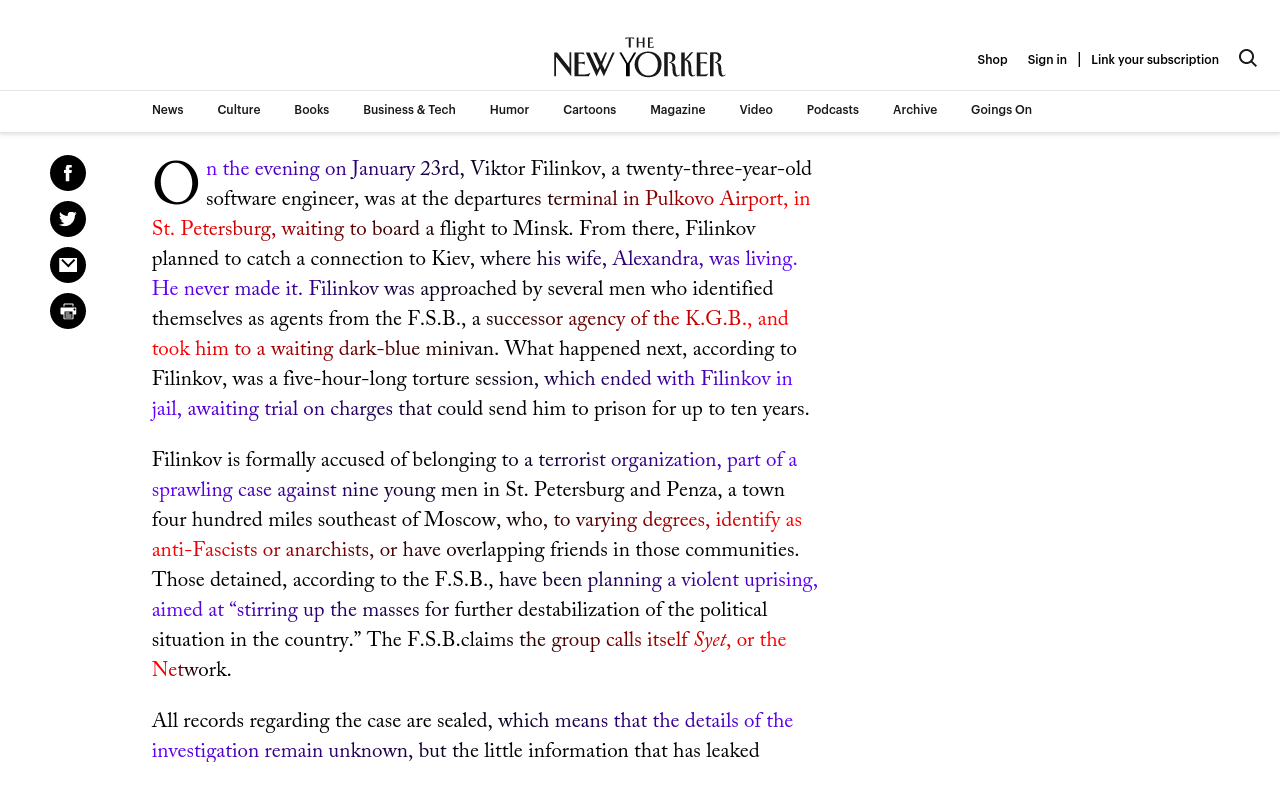 THE
NEW YORKER
Shop Sign in | Link your subscription
News Culture Books Business & Tech Humor Cartoons Magazine Video Podcasts Archive Goings On
On the evening on January 23rd, Viktor Filinkov, a twenty-three-year-old
software engineer, was at the departures terminal in Pulkovo Airport, in
St. Petersburg, waiting to board a flight to Minsk. From there, Filinkov
planned to catch a connection to Kiev, where his wife, Alexandra, was living.
He never made it. Filinkov was approached by several men who identified
themselves as agents from the F.S.B., a successor agency of the K.G.B., and
took him to a waiting dark-blue minivan. What happened next, according to
Filinkov, was a five-hour-long torture session, which ended with Filinkov in
jail, awaiting trial on charges that could send him to prison for up to ten years.
Filinkov is formally accused of belonging to a terrorist organization, part of a
sprawling case against nine young men in St. Petersburg and Penza, a town
four hundred miles southeast of Moscow, who, to varying degrees, identify as
anti-Fascists or anarchists, or have overlapping friends in those communities.
Those detained, according to the F.S.B., have been planning a violent uprising,
aimed at “stirring up the masses for further destabilization of the political
situation in the country.” The F.S.B.claims the group calls itself Syet, or the
Network.
All records regarding the case are sealed, which means that the details of the
investigation remain unknown, but the little information that has leaked